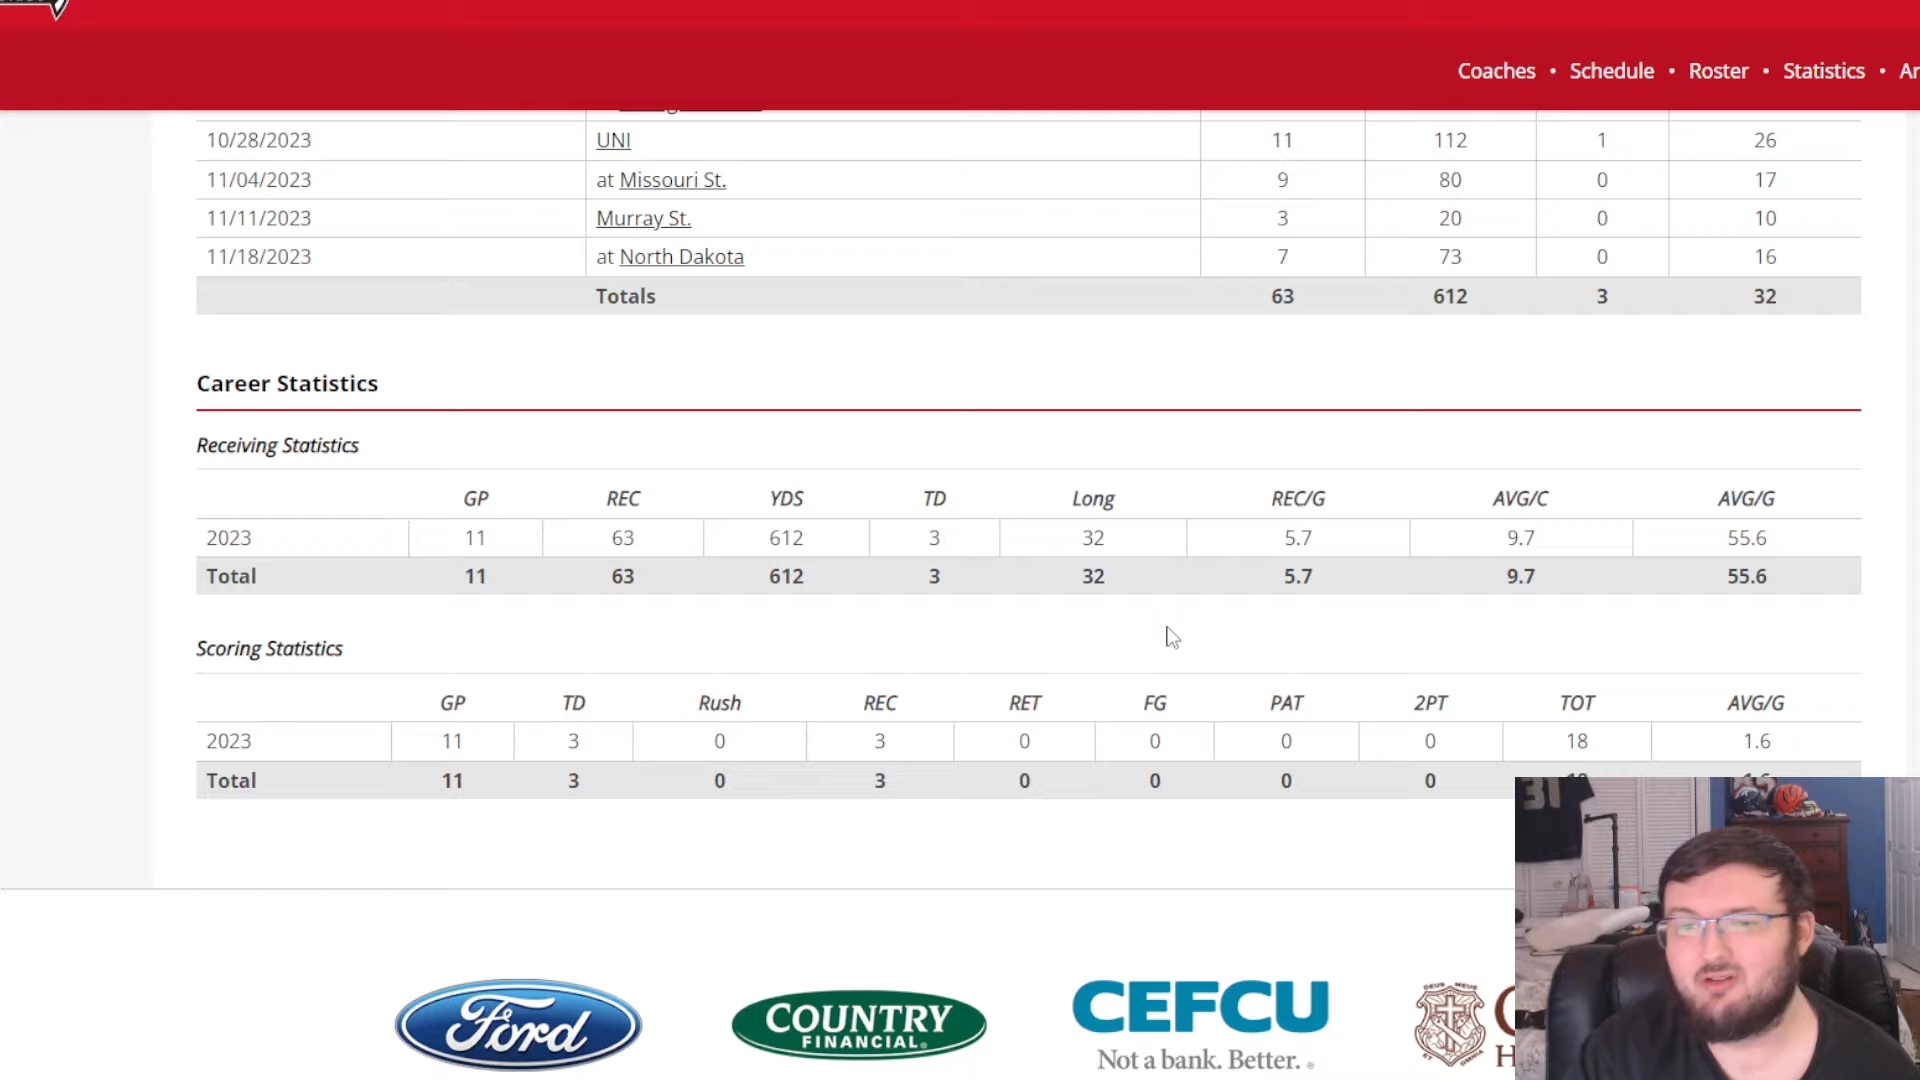 Coaches • Schedule • Roster • Statistics •
10/28/2023 UNI 11 112 1 26
11/04/2023 at Missouri St. 9 80 0 17
11/11/2023 Murray St. 3 20 0 10
11/18/2023 at North Dakota 7 73 0 16
Totals 63 612 3 32
Career Statistics
Receiving Statistics
GP REC YDS TD Long REC/G AVG/C AVG/G
2023 11 63 612 3 32 5.7 9.7 55.6
Total 11 63 612 3 32 5.7 9.7 55.6
Scoring Statistics
GP TD Rush REC RET FG PAT 2PT TOT AVG/G
2023 11 3 0 3 0 0 0 0 18 1.6
Total 11 3 0 3 0 0 0 0
31
Ford
COUNTRY
FINANCIAL®
CEFCU
Not a bank. Better.®
DEUS MEUS